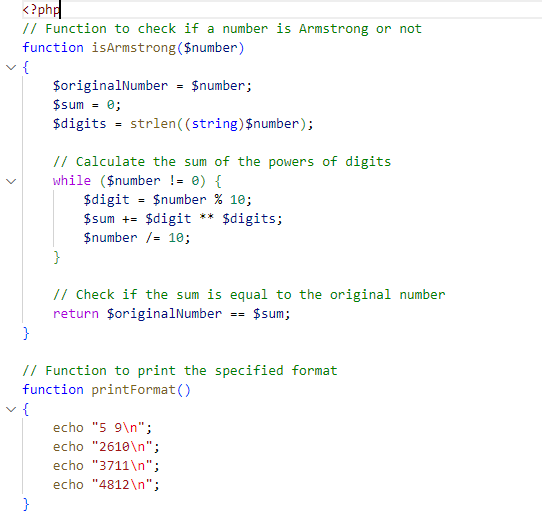 <?php
// Function to check if a number is Armstrong or not
function isArmstrong($number)
{
    $originalNumber = $number;
    $sum = 0;
    $digits = strlen((string)$number);

    // Calculate the sum of the powers of digits
    while ($number != 0) {
        $digit = $number % 10;
        $sum += $digit ** $digits;
        $number /= 10;
    }

    // Check if the sum is equal to the original number
    return $originalNumber == $sum;
}

// Function to print the specified format
function printFormat()
{
    echo "5 9\n";
    echo "2610\n";
    echo "3711\n";
    echo "4812\n";
}